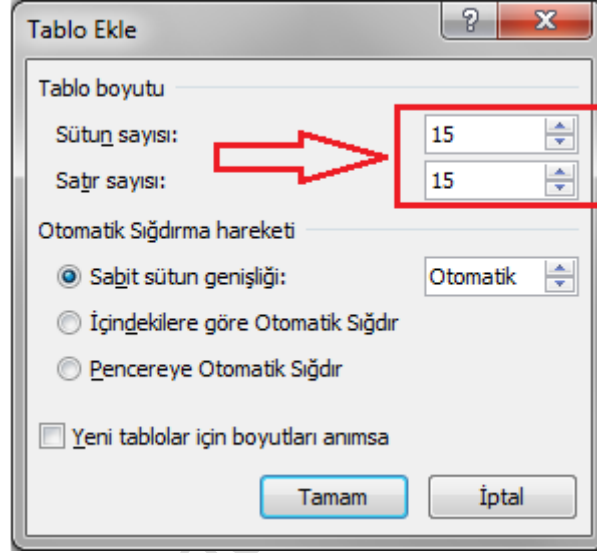 Tablo Ekle
Tablo boyutu
Sütun sayısı: 15
Satır sayısı: 15
Otomatik Sığdırma hareketi
Sabit sütun genişliği: Otomatik
İçindekilere göre Otomatik Sığdır
Pencereye Otomatik Sığdır
Yeni tablolar için boyutları anımsa
Tamam İptal